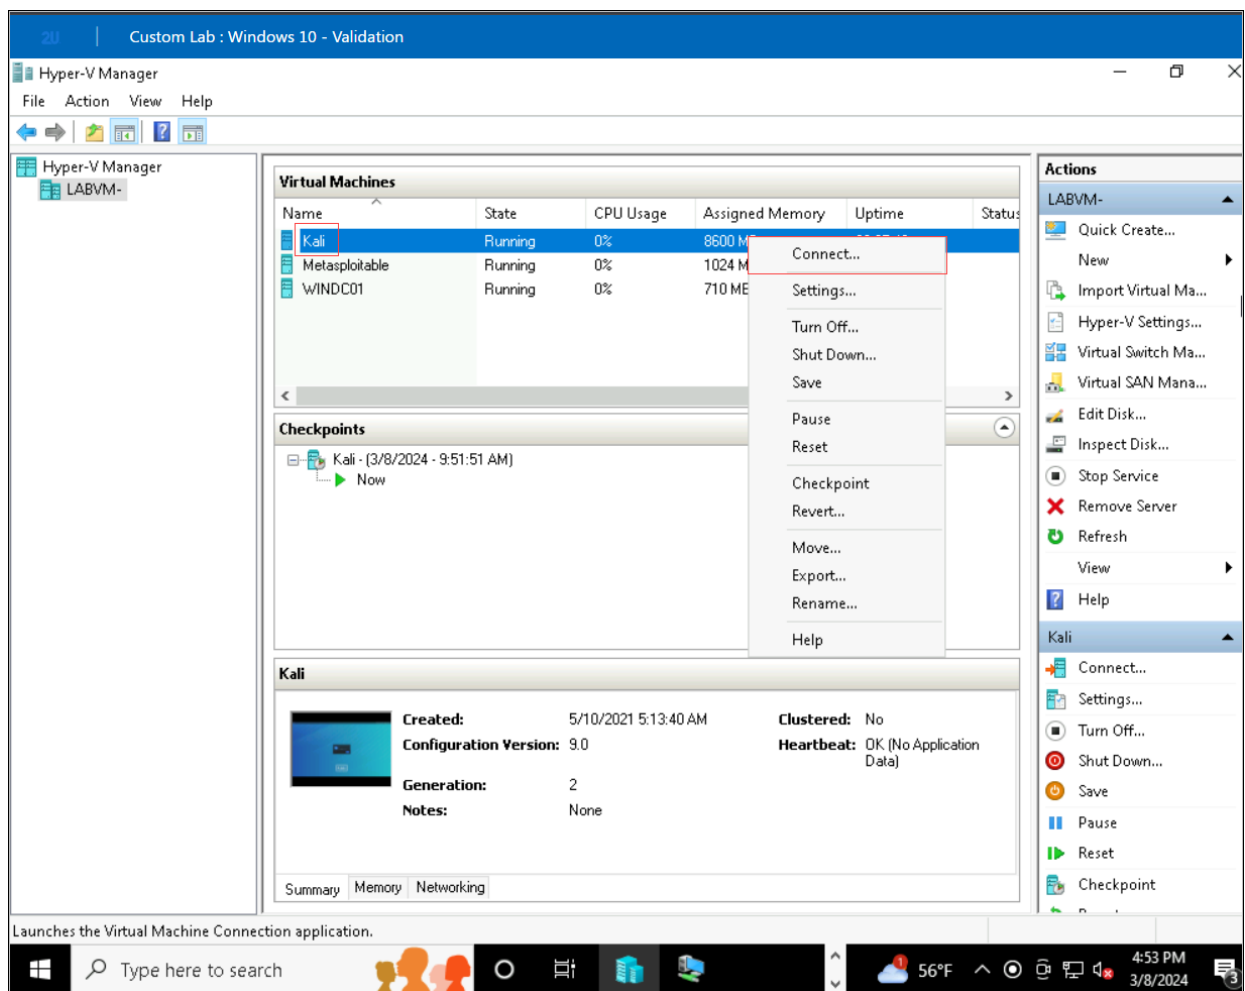 2U | Custom Lab : Windows 10 - Validation
Hyper-V Manager
File Action View Help
Hyper-V Manager
LABVM-
Virtual Machines
Name State CPU Usage Assigned Memory Uptime Status
Kali Running 0% 8600 M
Metasploitable Running 0% 1024 M
WINDC01 Running 0% 710 ME
Connect...
Settings...
Turn Off...
Shut Down...
Save
Pause
Reset
Checkpoint
Revert...
Move...
Export...
Rename...
Help
Checkpoints
Kali - (3/8/2024 - 9:51:51 AM)
Now
Kali
Created: 5/10/2021 5:13:40 AM Clustered: No
Configuration Version: 9.0 Heartbeat: OK (No Application
Data)
Generation: 2
Notes: None
Summary Memory Networking
Actions
LABVM-
Quick Create...
New
Import Virtual Ma...
Hyper-V Settings...
Virtual Switch Ma...
Virtual SAN Mana...
Edit Disk...
Inspect Disk...
Stop Service
Remove Server
Refresh
View
Help
Kali
Connect...
Settings...
Turn Off...
Shut Down...
Save
Pause
Reset
Checkpoint
Launches the Virtual Machine Connection application.
Type here to search
1
56°F
4:53 PM
3/8/2024
3